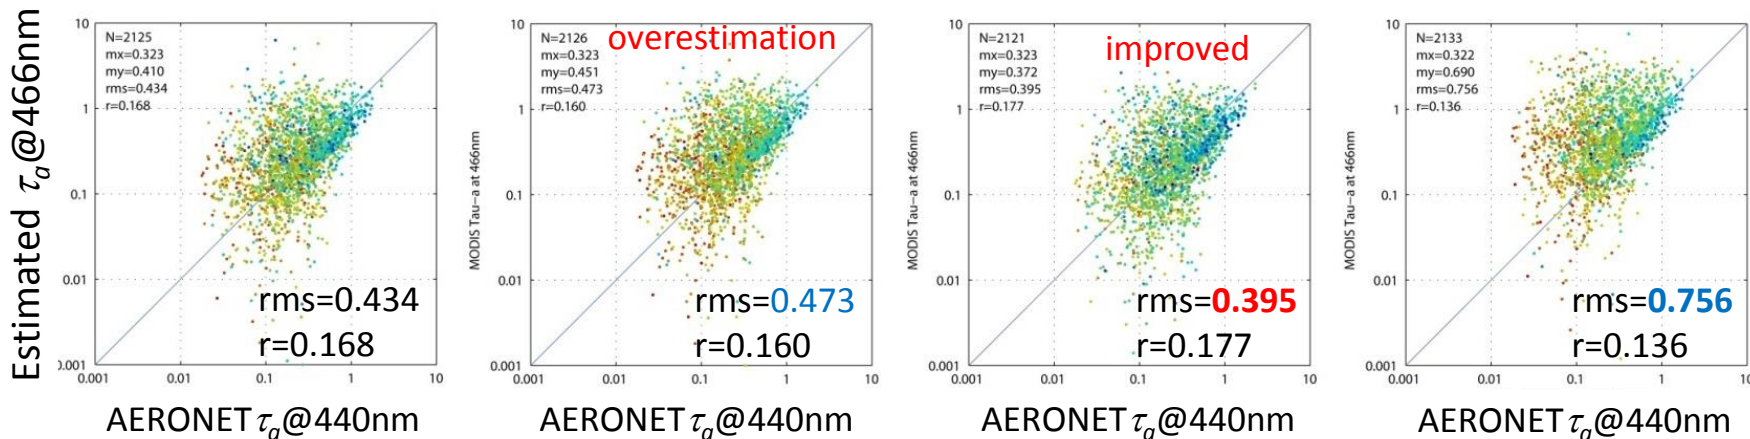 Estimated τa@466nm
10
1
0.1
0.01
0.001
N=2125
mx=0.323
my=0.410
rms=0.434
r=0.168
rms=0.434
r=0.168
0.001 0.01 0.1 1 10
AERONET τa@440nm
overestimation
MODIS Tau-a at 466nm
10
1
0.1
0.01
0.001
N=2126
mx=0.323
my=0.451
rms=0.473
r=0.160
rms=0.473
r=0.160
0.001 0.01 0.1 1 10
AERONET τa@440nm
improved
MODIS Tau-a at 466nm
10
1
0.1
0.01
0.001
N=2121
mx=0.323
my=0.372
rms=0.395
r=0.177
rms=0.395
r=0.177
0.001 0.01 0.1 1 10
AERONET τa@440nm
MODIS Tau-a at 466nm
10
1
0.1
0.01
0.001
N=2133
mx=0.322
my=0.690
rms=0.756
r=0.136
rms=0.756
r=0.136
0.001 0.01 0.1 1 10
AERONET τa@440nm